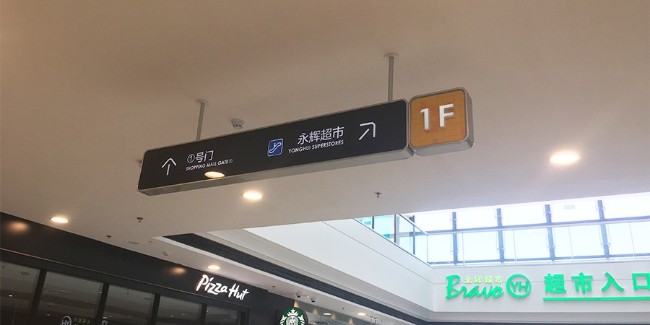 1F
①号门
SHOPPING MALL GATE①
永辉超市
YONGHUI SUPERSTORES
Pizza Hut
Bravo YH 超市入口